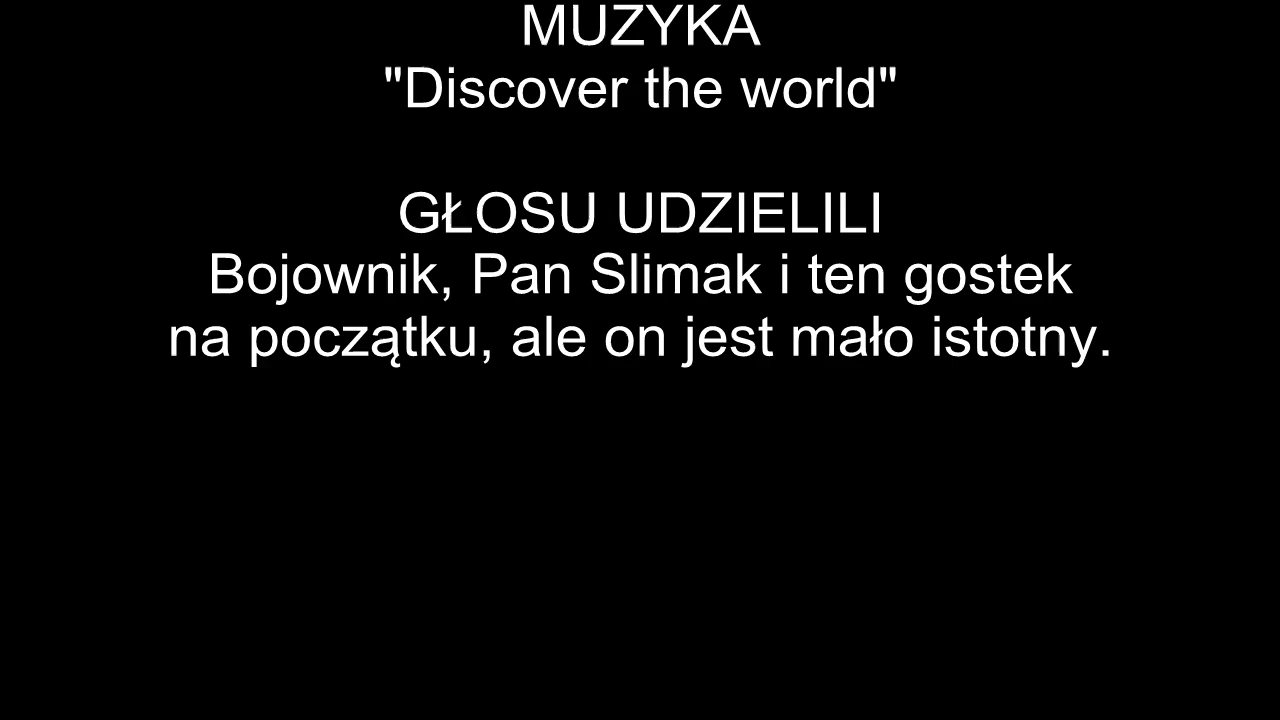 MUZYKA
"Discover the world"
GŁOSU UDZIELILI
Bojownik, Pan Slimak i ten gostek
na początku, ale on jest mało istotny.